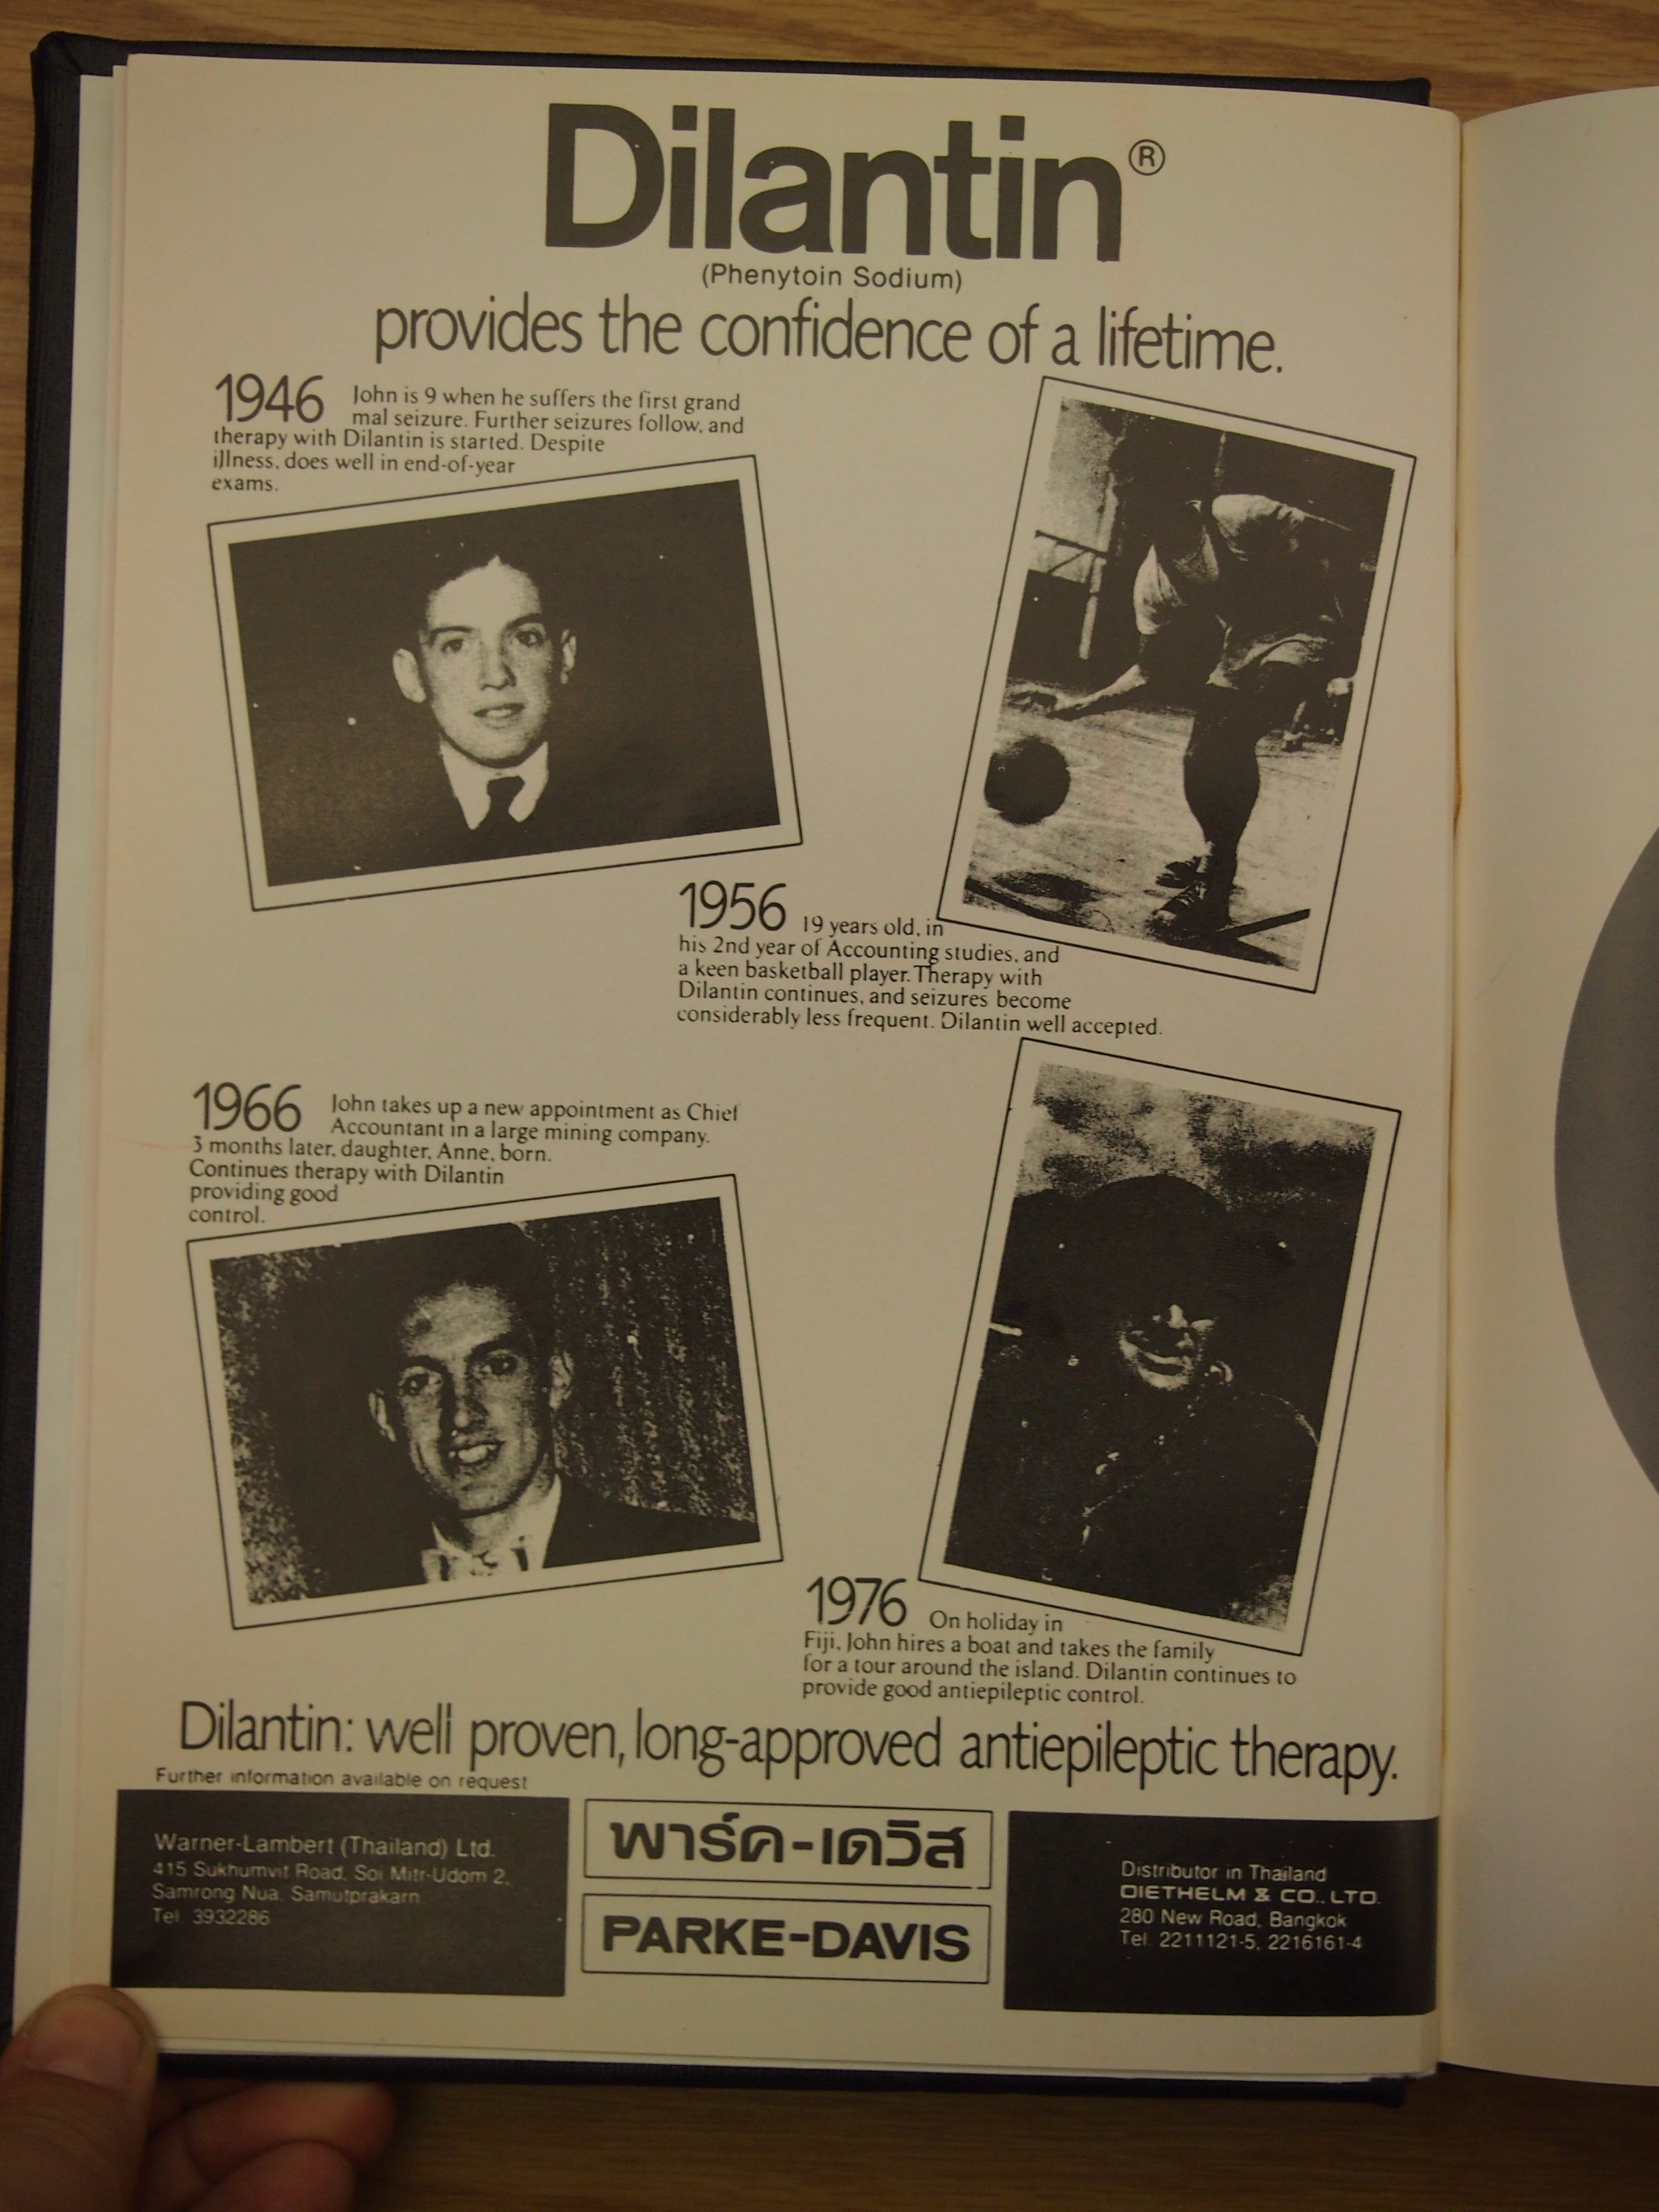 Dilantin®
(Phenytoin Sodium)
provides the confidence of a lifetime.
1946 John is 9 when he suffers the first grand
mal seizure. Further seizures follow, and
therapy with Dilantin is started. Despite
illness, does well in end-of-year
exams.
1956 19 years old, in
his 2nd year of Accounting studies, and
a keen basketball player. Therapy with
Dilantin continues, and seizures become
considerably less frequent. Dilantin well accepted.
1966 John takes up a new appointment as Chief
Accountant in a large mining company.
3 months later, daughter, Anne, born.
Continues therapy with Dilantin
providing good
control.
1976 On holiday in
Fiji, John hires a boat and takes the family
for a tour around the island. Dilantin continues to
provide good antiepileptic control.
Dilantin: well proven, long-approved antiepileptic therapy.
Further information available on request
Warner-Lambert (Thailand) Ltd.
415 Sukhumvit Road, Soi Mitr-Udom 2,
Samrong Nua, Samutprakarn
Tel. 3932286
พาร์ค-เดวิส
PARKE-DAVIS
Distributor in Thailand
DIETHELM & CO., LTD.
280 New Road, Bangkok
Tel. 2211121-5, 2216161-4